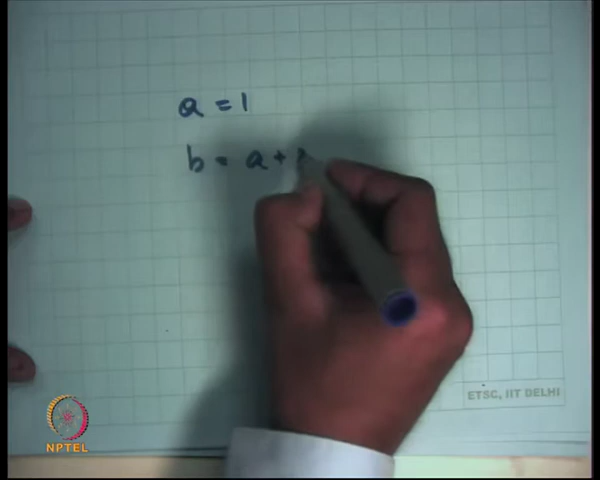 a = 1
b = a +
ETSC, IIT DELHI
NPTEL